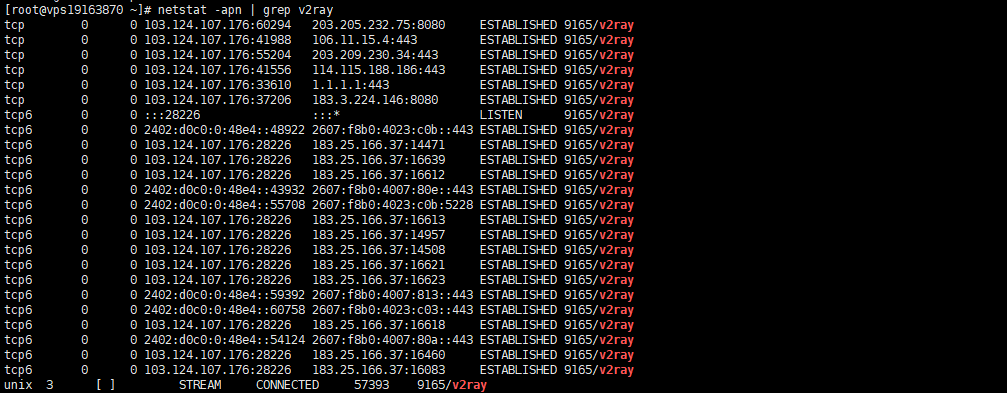 [root@vps19163870 ~]# netstat -apn | grep v2ray
tcp 0 0 103.124.107.176:60294 203.205.232.75:8080 ESTABLISHED 9165/v2ray
tcp 0 0 103.124.107.176:41988 106.11.15.4:443 ESTABLISHED 9165/v2ray
tcp 0 0 103.124.107.176:55204 203.209.230.34:443 ESTABLISHED 9165/v2ray
tcp 0 0 103.124.107.176:41556 114.115.188.186:443 ESTABLISHED 9165/v2ray
tcp 0 0 103.124.107.176:33610 1.1.1.1:443 ESTABLISHED 9165/v2ray
tcp 0 0 103.124.107.176:37206 183.3.224.146:8080 ESTABLISHED 9165/v2ray
tcp6 0 0 :::28226 :::* LISTEN 9165/v2ray
tcp6 0 0 2402:d0c0:0:48e4::48922 2607:f8b0:4023:c0b::443 ESTABLISHED 9165/v2ray
tcp6 0 0 103.124.107.176:28226 183.25.166.37:14471 ESTABLISHED 9165/v2ray
tcp6 0 0 103.124.107.176:28226 183.25.166.37:16639 ESTABLISHED 9165/v2ray
tcp6 0 0 103.124.107.176:28226 183.25.166.37:16612 ESTABLISHED 9165/v2ray
tcp6 0 0 2402:d0c0:0:48e4::43932 2607:f8b0:4007:80e::443 ESTABLISHED 9165/v2ray
tcp6 0 0 2402:d0c0:0:48e4::55708 2607:f8b0:4023:c0b:5228 ESTABLISHED 9165/v2ray
tcp6 0 0 103.124.107.176:28226 183.25.166.37:16613 ESTABLISHED 9165/v2ray
tcp6 0 0 103.124.107.176:28226 183.25.166.37:14957 ESTABLISHED 9165/v2ray
tcp6 0 0 103.124.107.176:28226 183.25.166.37:14508 ESTABLISHED 9165/v2ray
tcp6 0 0 103.124.107.176:28226 183.25.166.37:16621 ESTABLISHED 9165/v2ray
tcp6 0 0 103.124.107.176:28226 183.25.166.37:16623 ESTABLISHED 9165/v2ray
tcp6 0 0 2402:d0c0:0:48e4::59392 2607:f8b0:4007:813::443 ESTABLISHED 9165/v2ray
tcp6 0 0 2402:d0c0:0:48e4::60758 2607:f8b0:4023:c03::443 ESTABLISHED 9165/v2ray
tcp6 0 0 103.124.107.176:28226 183.25.166.37:16618 ESTABLISHED 9165/v2ray
tcp6 0 0 2402:d0c0:0:48e4::54124 2607:f8b0:4007:80a::443 ESTABLISHED 9165/v2ray
tcp6 0 0 103.124.107.176:28226 183.25.166.37:16460 ESTABLISHED 9165/v2ray
tcp6 0 0 103.124.107.176:28226 183.25.166.37:16083 ESTABLISHED 9165/v2ray
unix 3 [ ] STREAM CONNECTED 57393 9165/v2ray